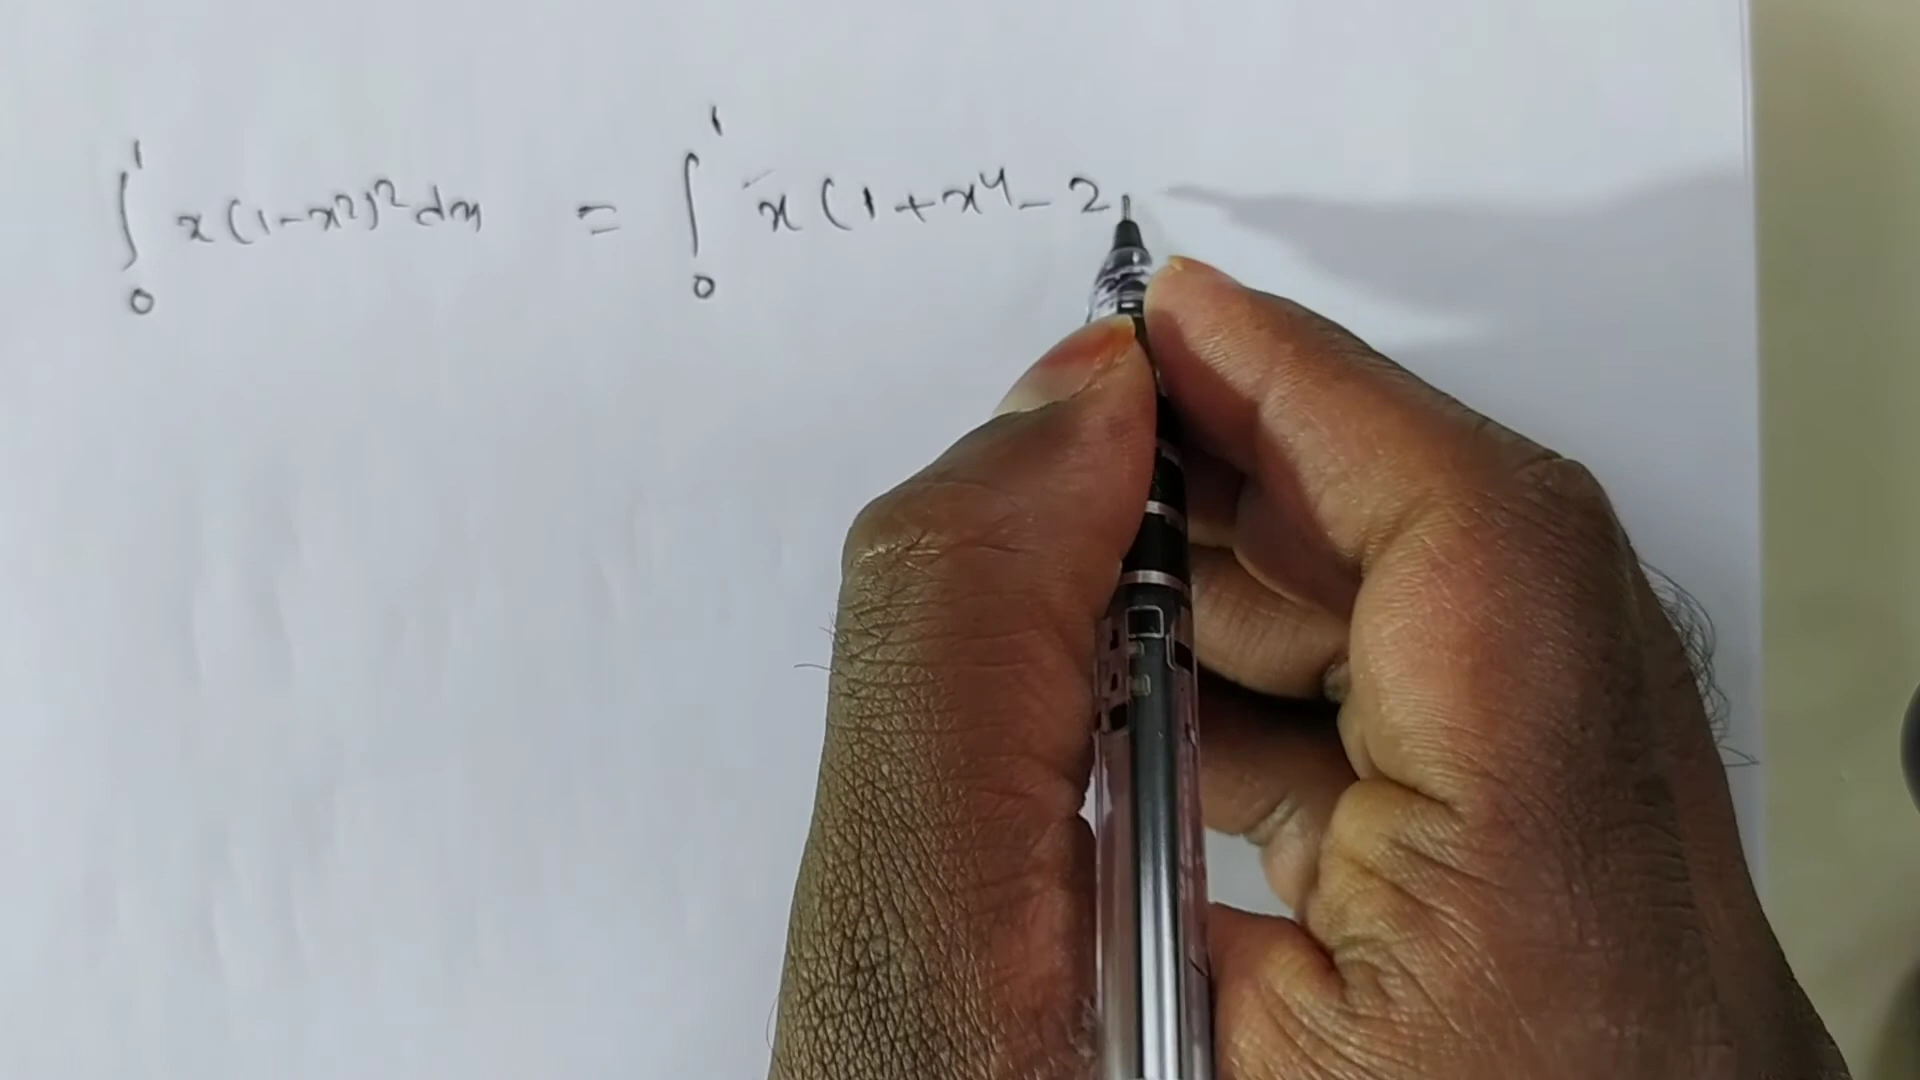 ∫₀¹ x(1-x²)² dx = ∫₀¹ x(1+x⁴-2